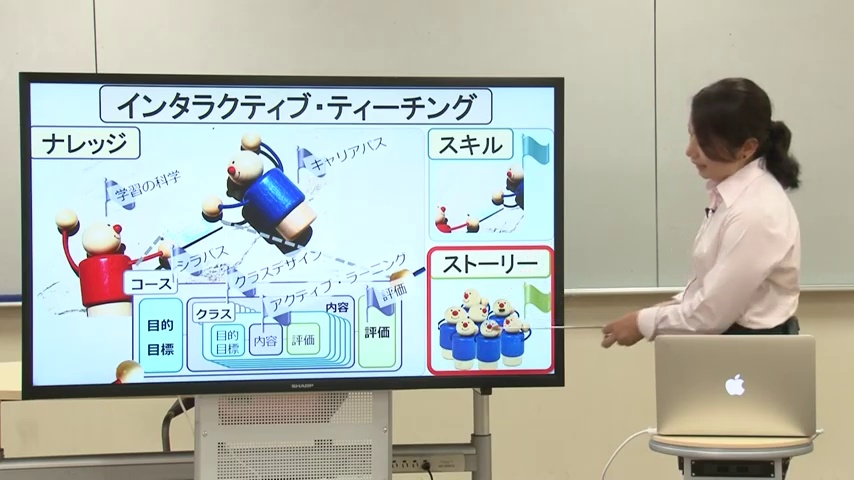 インタラクティブ・ティーチング
ナレッジ
スキル
キャリアパス
学習の科学
シラバス
クラスデザイン
アクティブ・ラーニング
評価
ストーリー
コース
目的
目標
クラス
内容
目的
目標
内容
評価
評価
SHARP